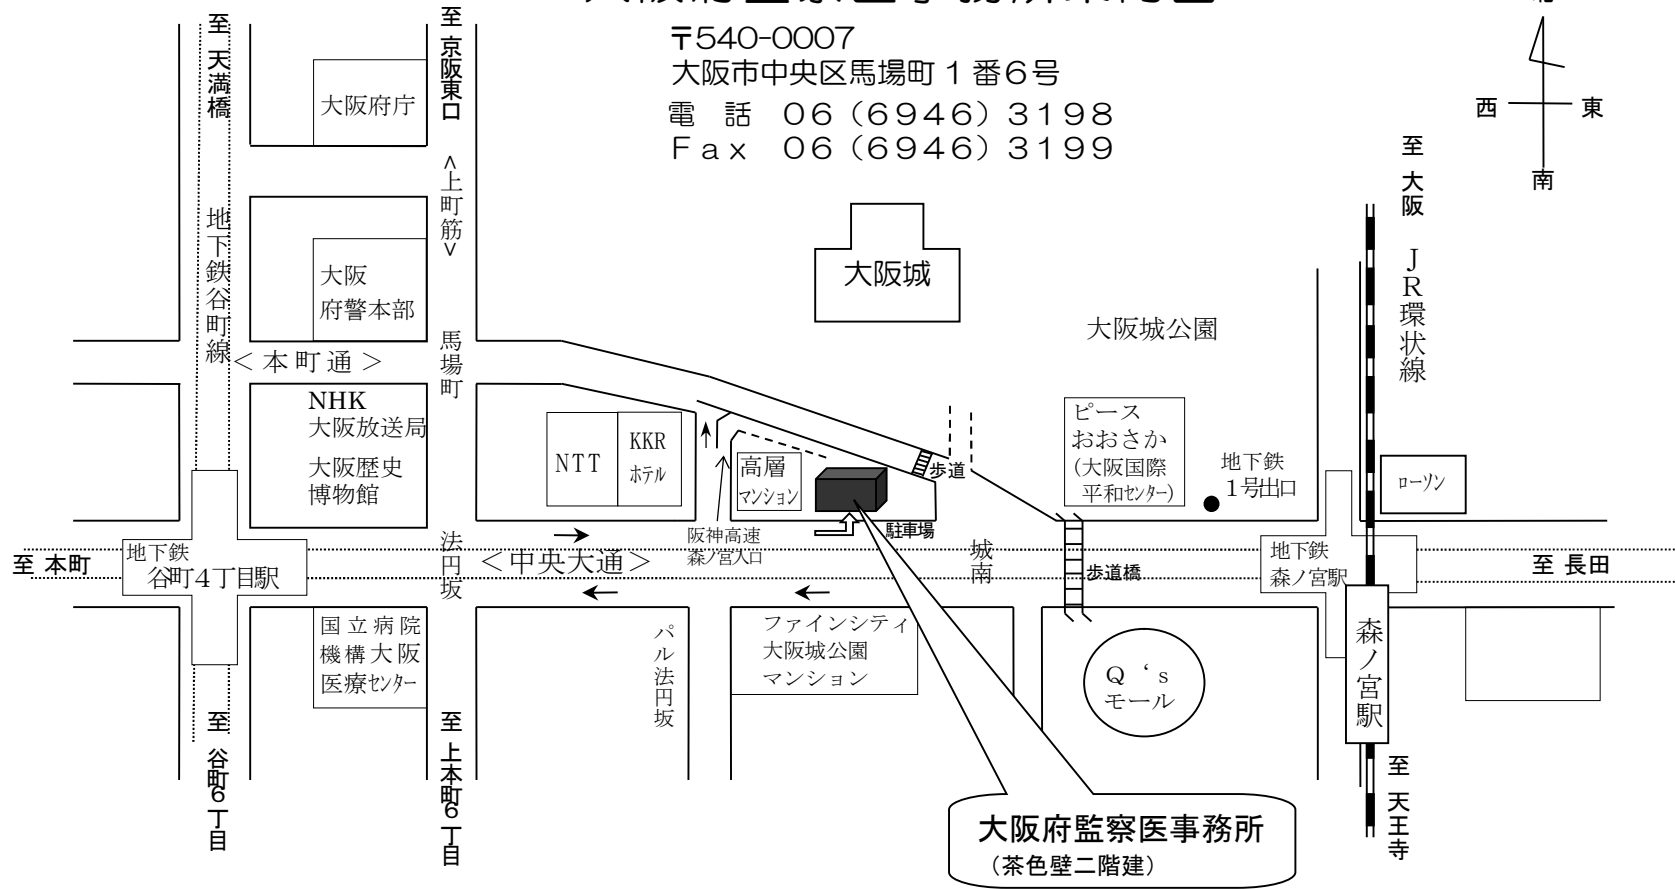 大阪府監察医事務所案内図
〒540-0007
大阪市中央区馬場町１番6号
電　話　０６（６９４６）３１９８
Ｆａｘ　０６（６９４６）３１９９
北
西
東
南
至 天満橋
至 京阪東口
大阪府庁
＜上町筋＞
地下鉄谷町線
大阪
府警本部
大阪城
大阪城公園
至 大阪
ＪＲ環状線
＜本町通＞
馬場町
NHK
大阪放送局
大阪歴史
博物館
NTT
KKR
ホテル
高層
マンション
歩道
ピース
おおさか
(大阪国際
平和センター)
地下鉄
１号出口
ローソン
阪神高速
森ノ宮入口
駐車場
至 本町
地下鉄
谷町４丁目駅
法円坂
＜中央大通＞
城南
歩道橋
地下鉄
森ノ宮駅
至 長田
国立病院
機構大阪
医療センター
パル法円坂
ファインシティ
大阪城公園
マンション
Ｑ‘ｓ
モール
森ノ宮駅
至 谷町６丁目
至 上本町６丁目
至 天王寺
大阪府監察医事務所
（茶色壁二階建）